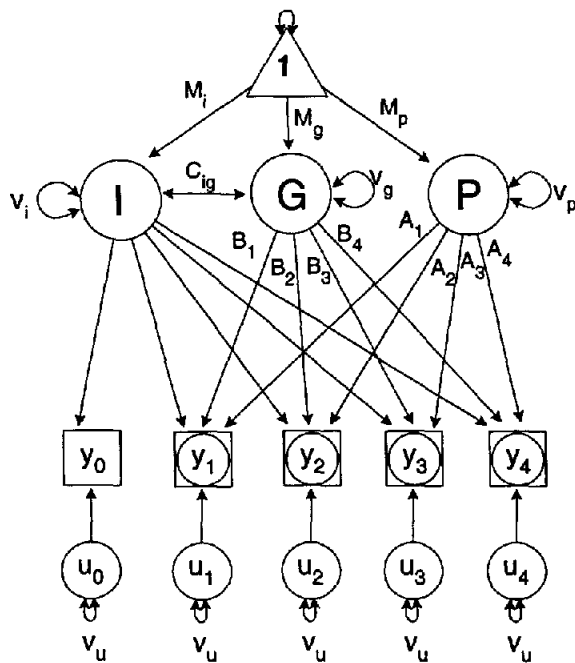 1
M_i
M_g
M_p
v_i I C_ig G v_g P v_p
B_1 B_2 B_3 B_4 A_1 A_2 A_3 A_4
y_0 y_1 y_2 y_3 y_4
u_0 u_1 u_2 u_3 u_4
v_u v_u v_u v_u v_u